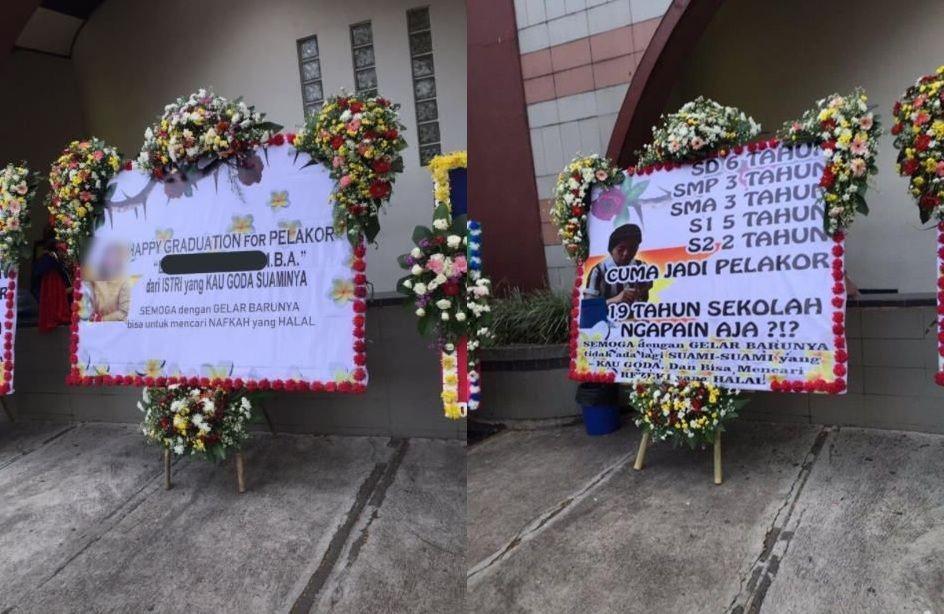 HAPPY GRADUATION for PELAKOR
I.B.A."
dari ISTRI yang KAU GODA SUAMINYA
SEMOGA dengan GELAR BARUNYA
bisa untuk mencari NAFKAH yang HALAL
SD 6 TAHUN
SMP 3 TAHUN
SMA 3 TAHUN
S1 5 TAHUN
S2 2 TAHUN
CUMA JADI PELAKOR
19 TAHUN SEKOLAH
NGAPAIN AJA ?!?
SEMOGA dengan GELAR BARUNYA
tidak ada lagi SUAMI-SUAMI yang
KAU GODA, Dan Bisa Mencari
REZEKI yang HALAL!